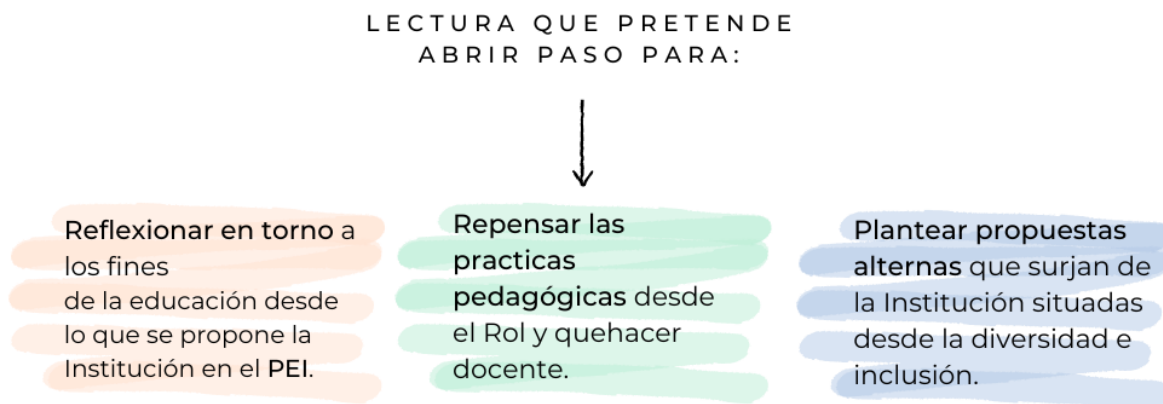 LECTURA QUE PRETENDE
ABRIR PASO PARA:
Reflexionar en torno a
los fines
de la educación desde
lo que se propone la
Institución en el PEI.
Repensar las
practicas
pedagógicas desde
el Rol y quehacer
docente.
Plantear propuestas
alternas que surjan de
la Institución situadas
desde la diversidad e
inclusión.